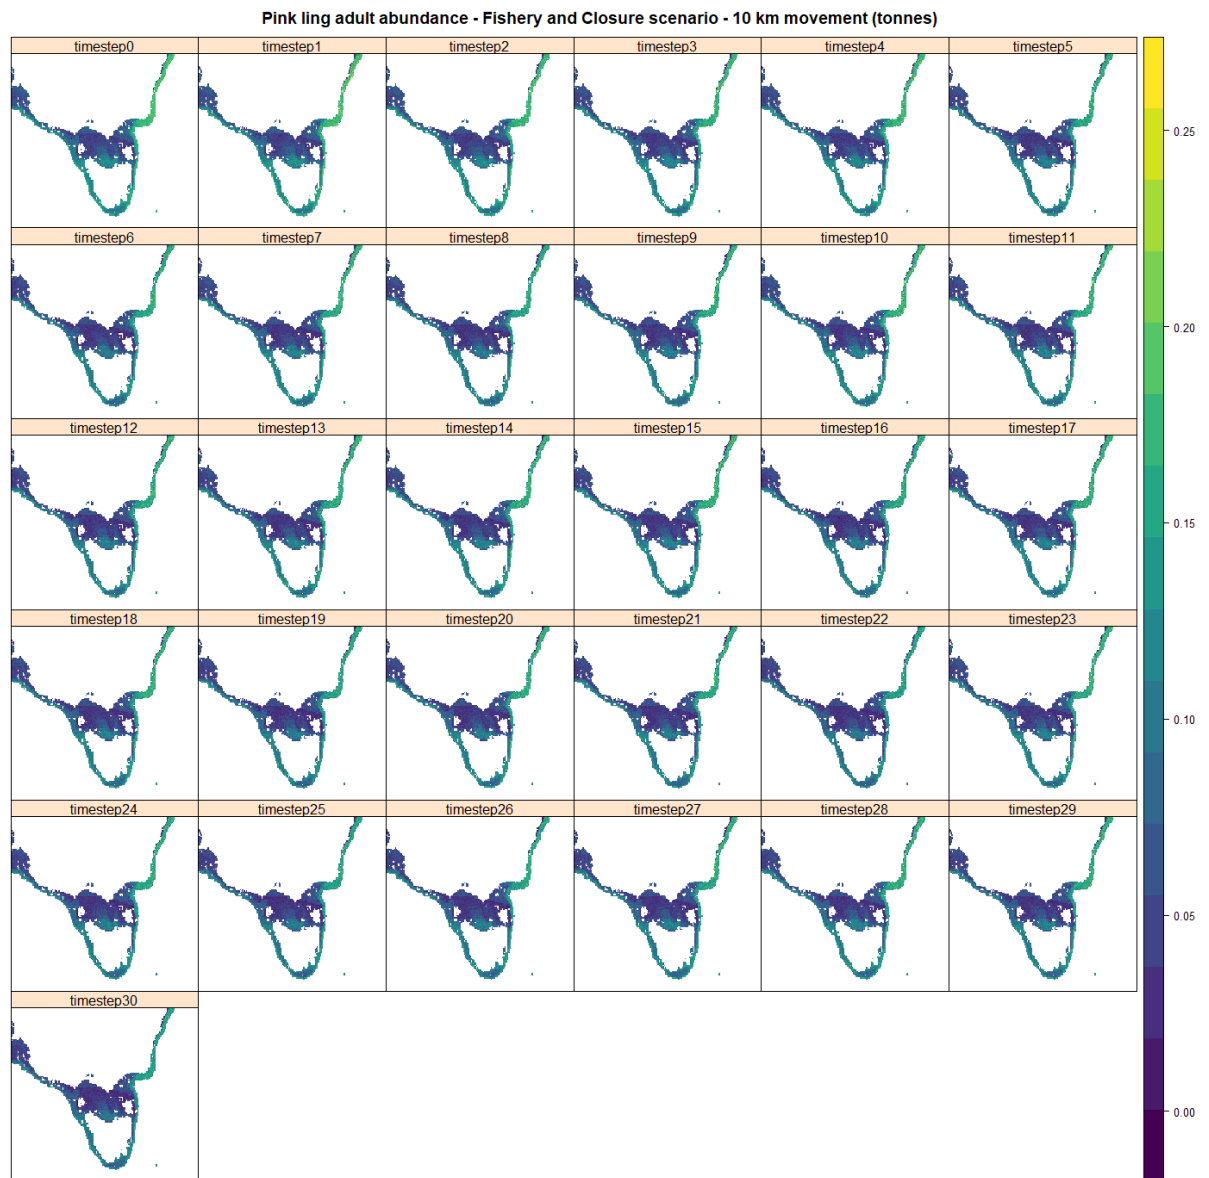 Pink ling adult abundance - Fishery and Closure scenario - 10 km movement (tonnes)
timestep0 timestep1 timestep2 timestep3 timestep4 timestep5
0.25
timestep6 timestep7 timestep8 timestep9 timestep10 timestep11
0.20
timestep12 timestep13 timestep14 timestep15 timestep16 timestep17
0.15
timestep18 timestep19 timestep20 timestep21 timestep22 timestep23
0.10
timestep24 timestep25 timestep26 timestep27 timestep28 timestep29
0.05
timestep30
0.00